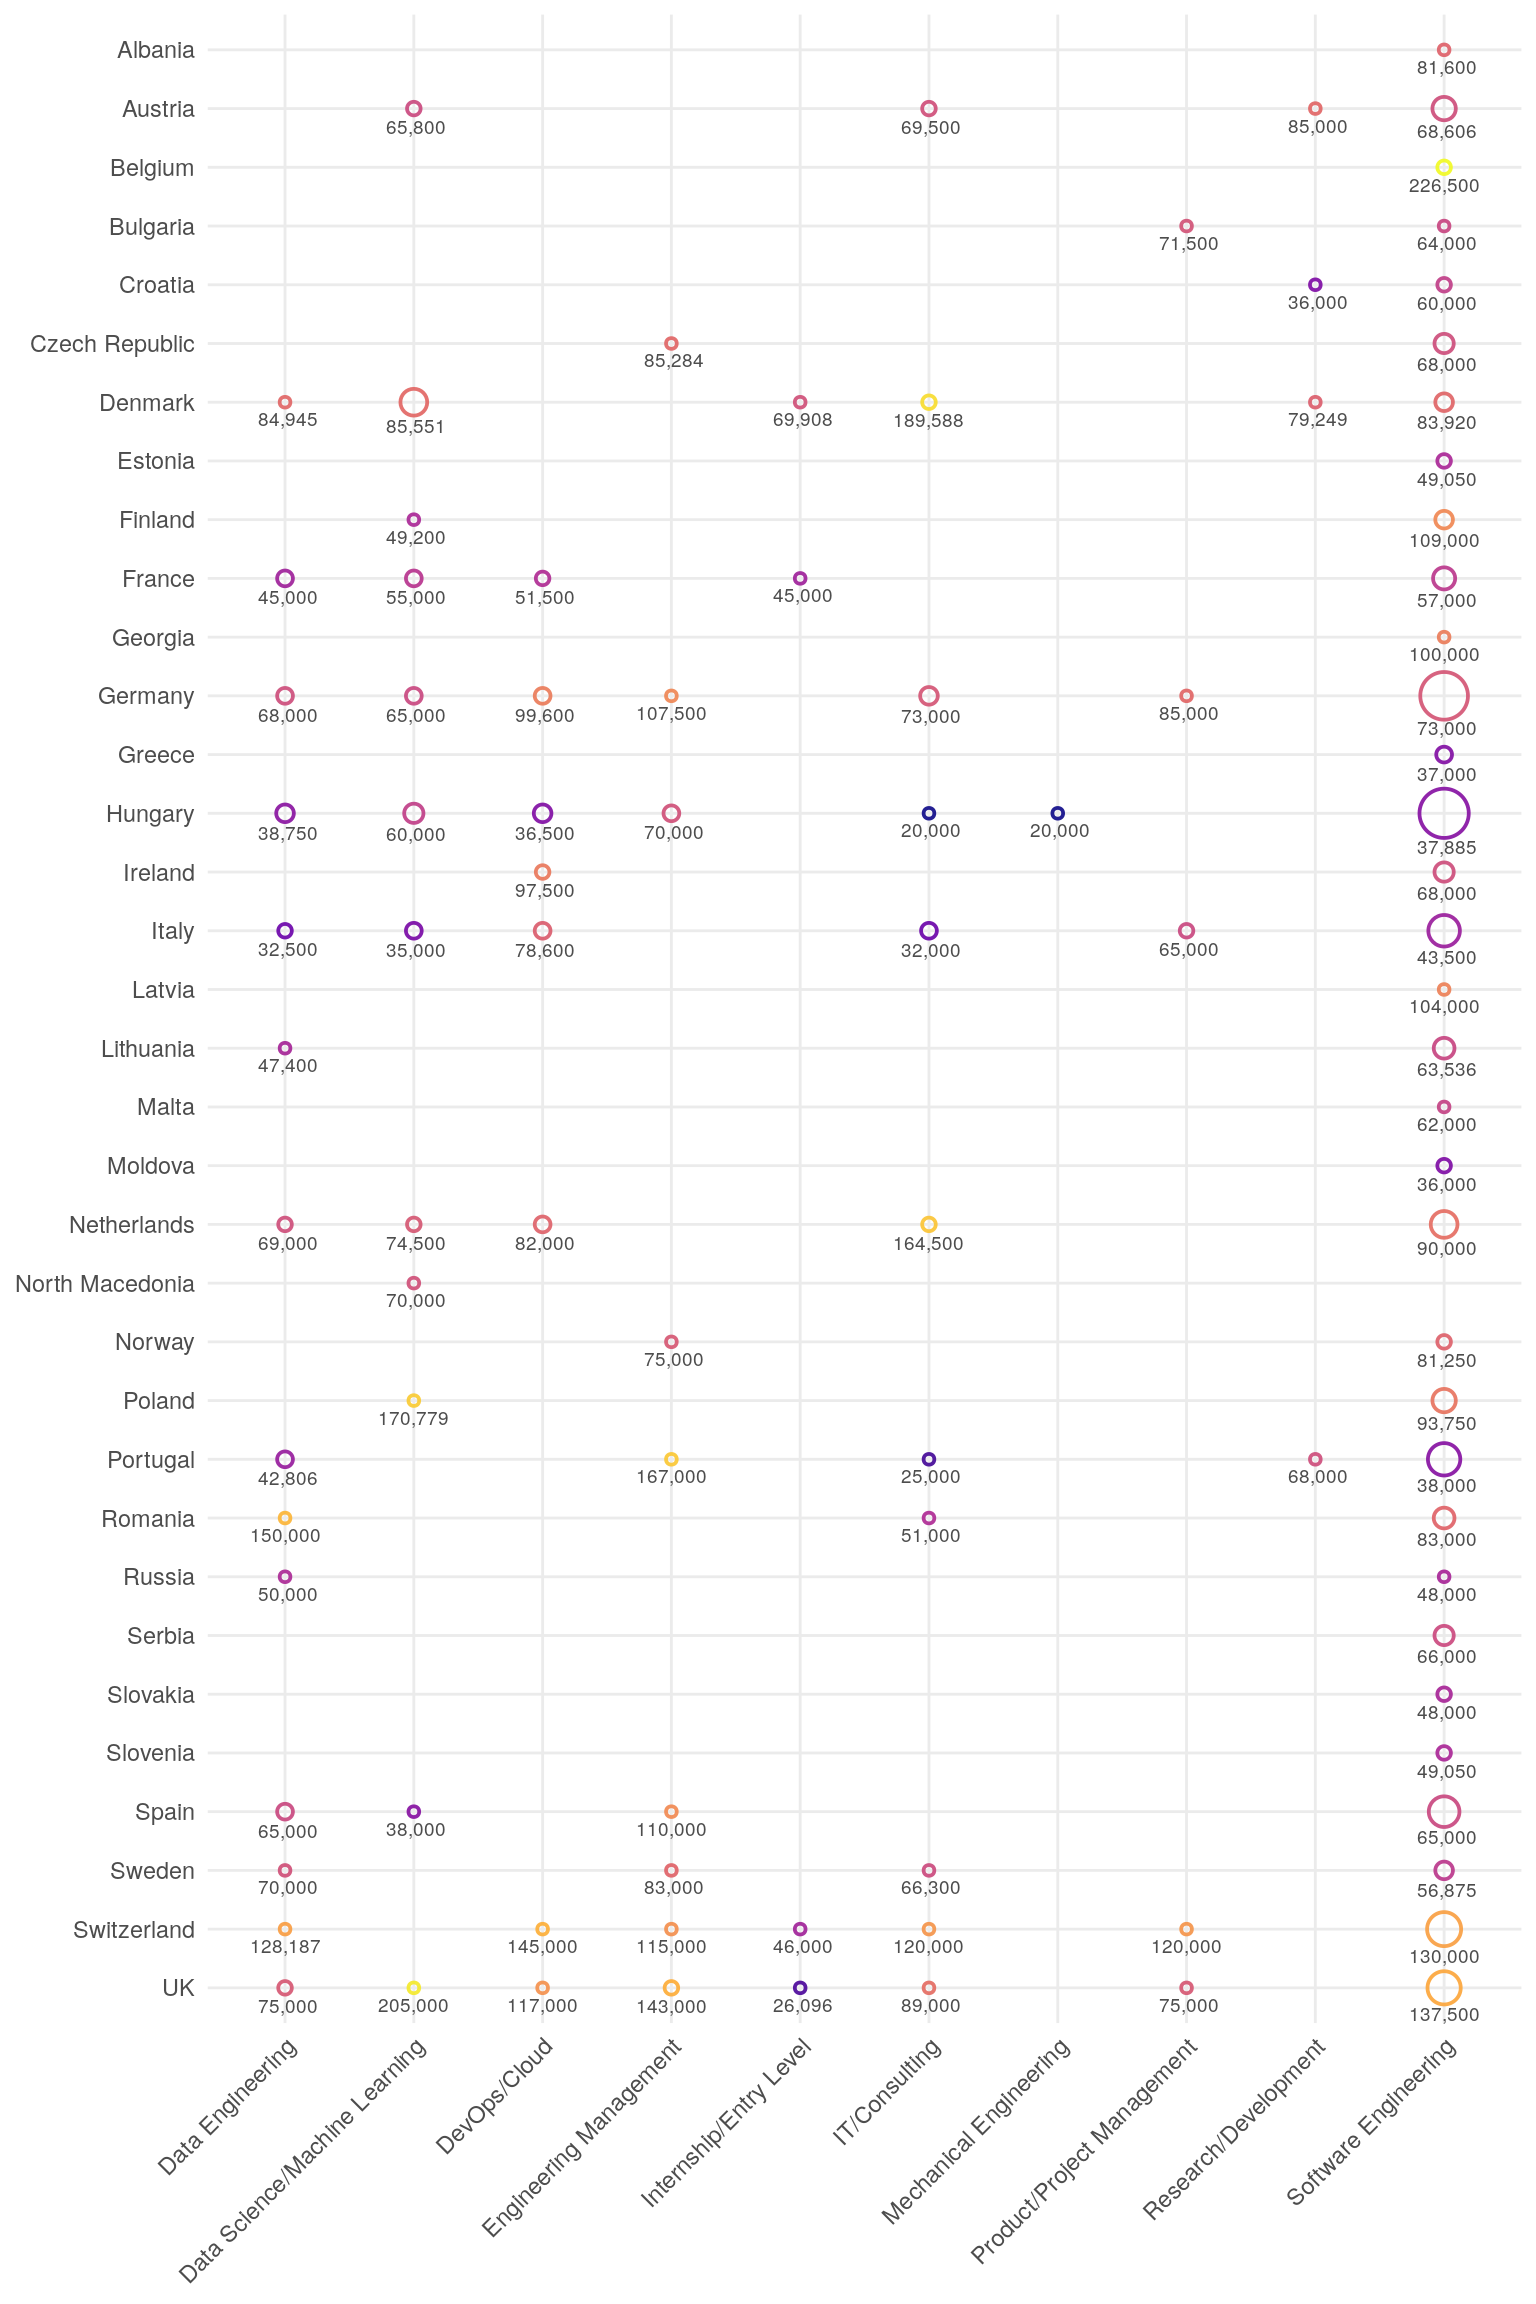 Albania
81,600
Austria
65,800 69,500 85,000 68,606
Belgium
226,500
Bulgaria
71,500 64,000
Croatia
36,000 60,000
Czech Republic
85,284 68,000
Denmark
84,945 85,551 69,908 189,588 79,249 83,920
Estonia
49,050
Finland
49,200 109,000
France
45,000 55,000 51,500 45,000 57,000
Georgia
100,000
Germany
68,000 65,000 99,600 107,500 73,000 85,000 73,000
Greece
37,000
Hungary
38,750 60,000 36,500 70,000 20,000 20,000 37,885
Ireland
97,500 68,000
Italy
32,500 35,000 78,600 32,000 65,000 43,500
Latvia
104,000
Lithuania
47,400 63,536
Malta
62,000
Moldova
36,000
Netherlands
69,000 74,500 82,000 164,500 90,000
North Macedonia
70,000
Norway
75,000 81,250
Poland
170,779 93,750
Portugal
42,806 167,000 25,000 68,000 38,000
Romania
150,000 51,000 83,000
Russia
50,000 48,000
Serbia
66,000
Slovakia
48,000
Slovenia
49,050
Spain
65,000 38,000 110,000 65,000
Sweden
70,000 83,000 66,300 56,875
Switzerland
128,187 145,000 115,000 46,000 120,000 120,000 130,000
UK
75,000 205,000 117,000 143,000 26,096 89,000 75,000 137,500
Data Engineering
Data Science/Machine Learning
DevOps/Cloud
Engineering Management
Internship/Entry Level
IT/Consulting
Mechanical Engineering
Product/Project Management
Research/Development
Software Engineering